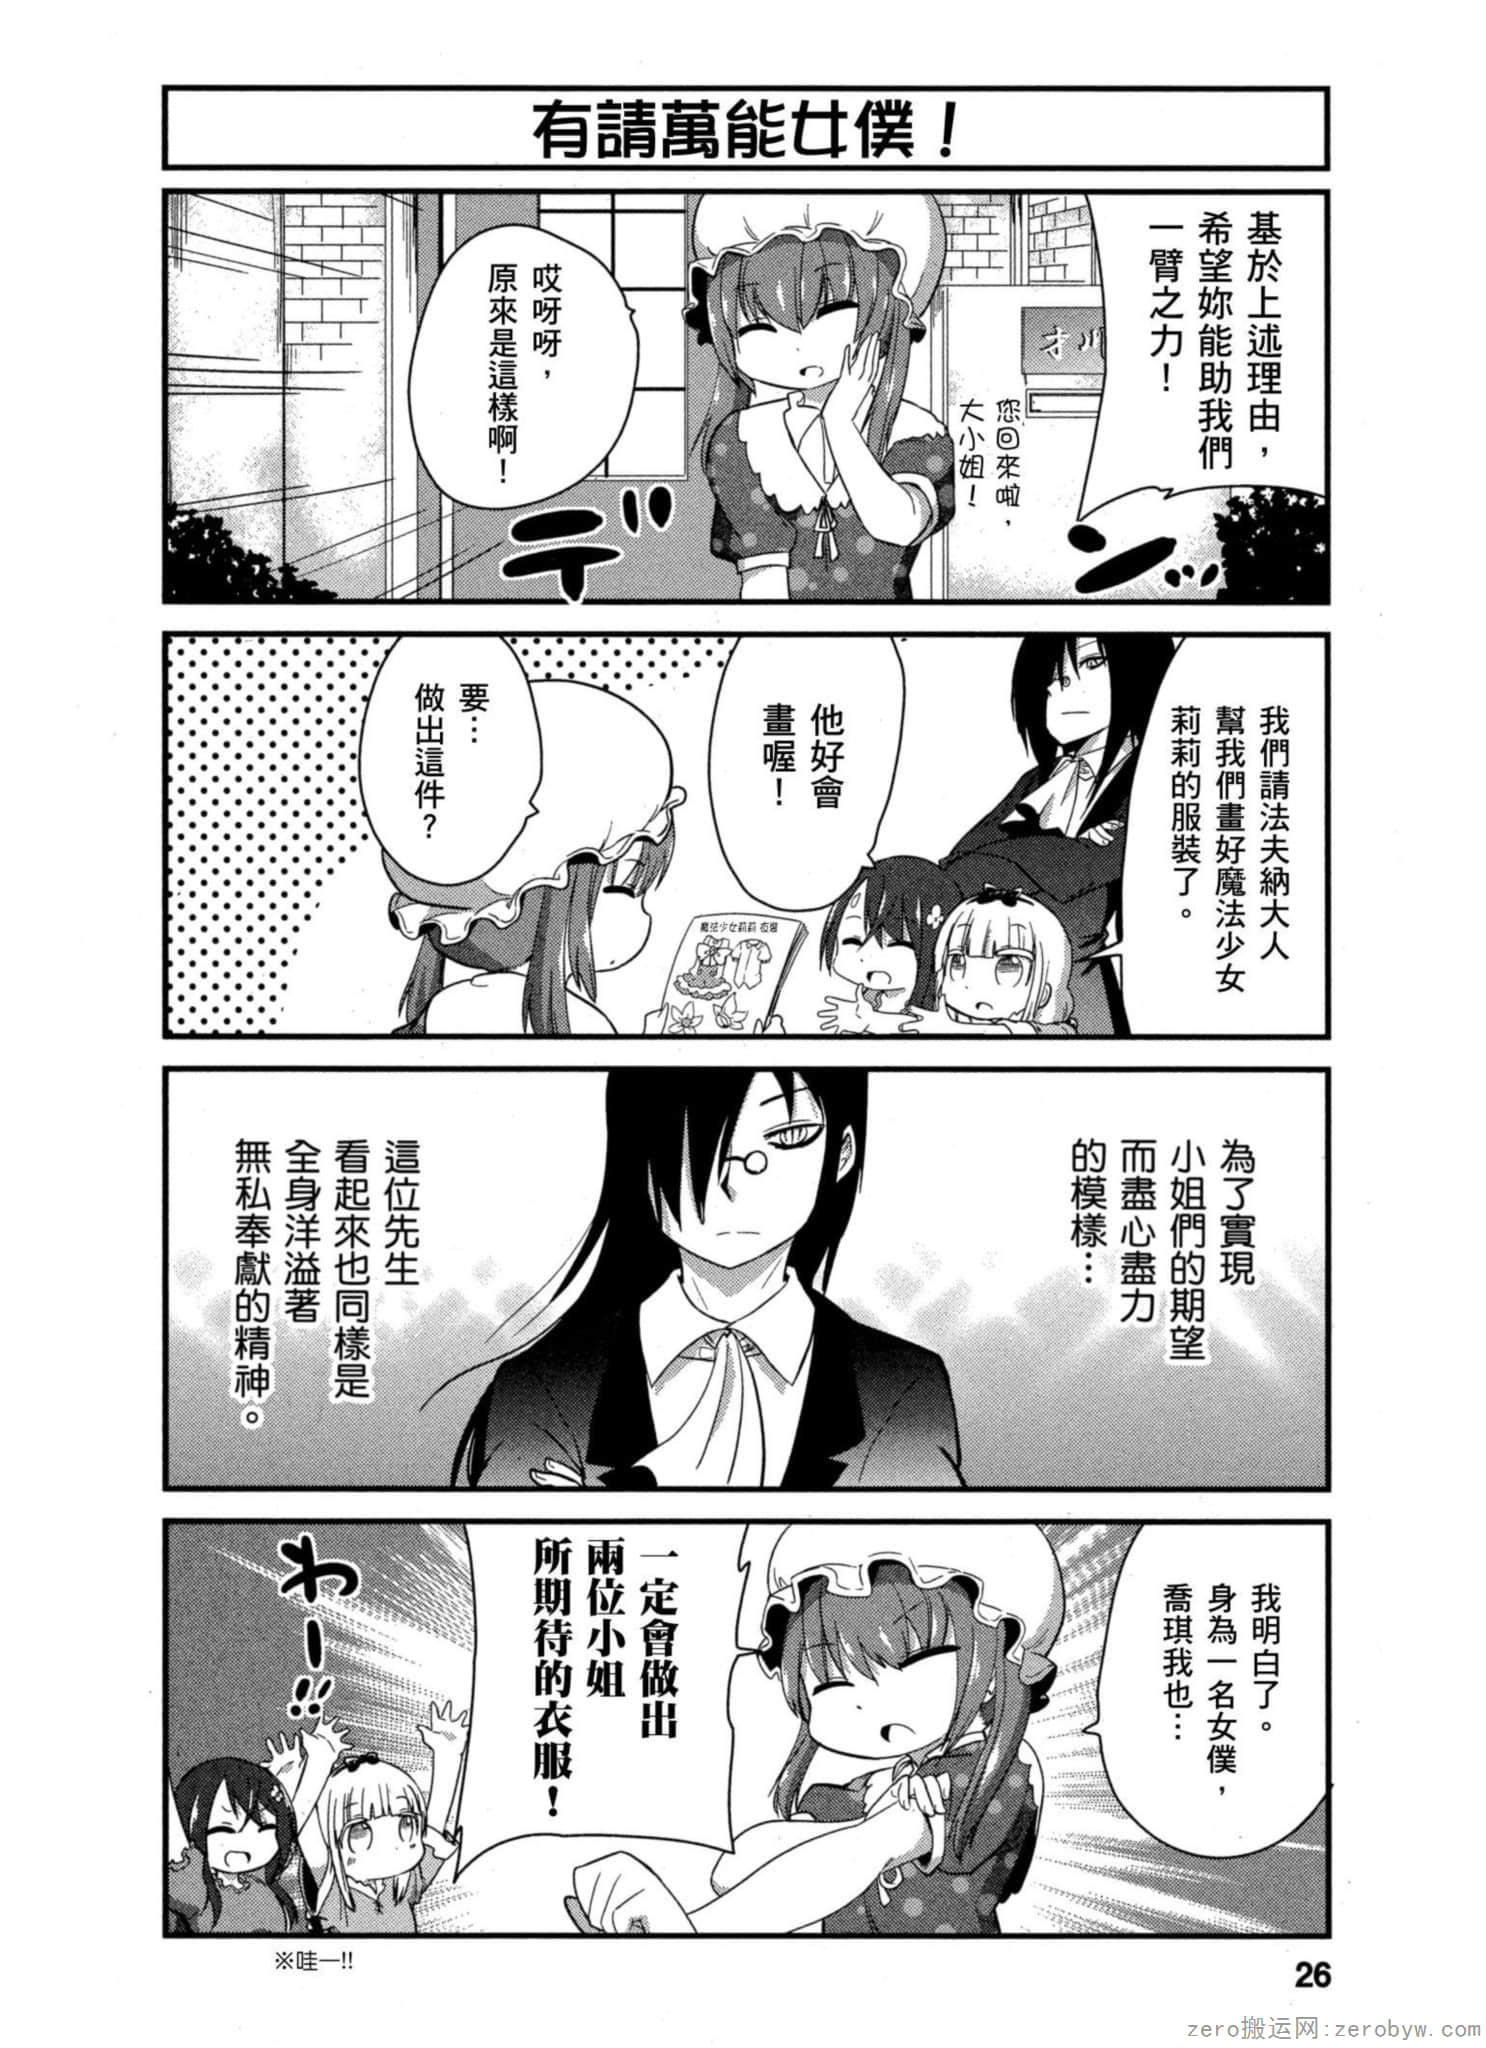 有請萬能女僕！
基於上述理由，
希望妳能助我們
一臂之力！
才川
您回來啦，
大小姐！
哎呀呀，
原來是這樣啊！
デデン
我們請法夫納大人
幫我們畫好魔法少女
莉莉的服裝了。
他好會
畫喔！
魔法少女莉莉 衣服
要…
做出這件？
為了實現
小姐們的期望
而盡心盡力
的模樣…
這位先生
看起來也同樣是
全身洋溢著
無私奉獻的精神。
我明白了。
身為一名女僕，
喬琪我也…
一定會做出
兩位小姐
所期待的衣服！
わー!!
※哇—!!
26
zero搬运网:zerobyw.com